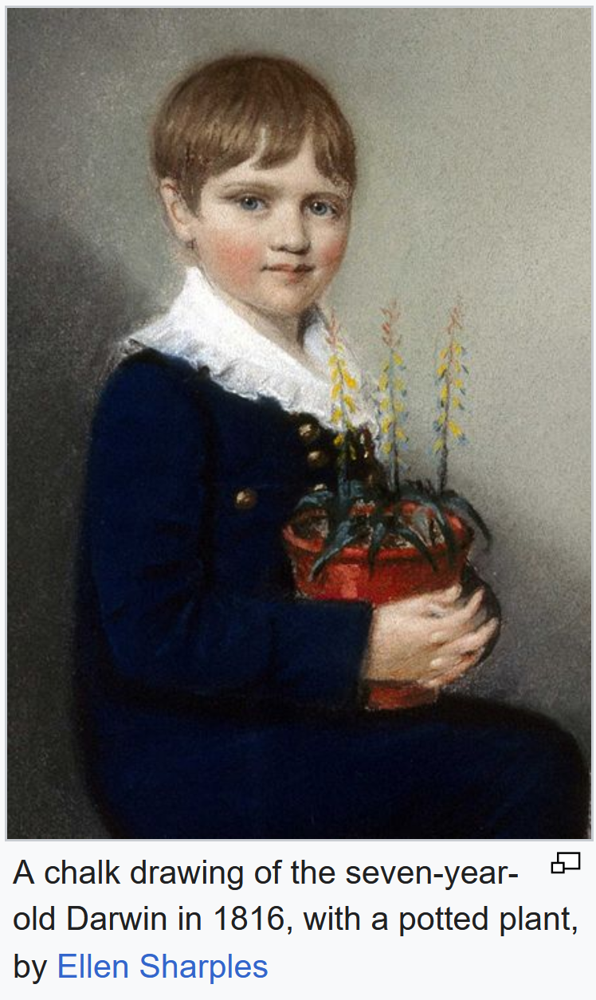 A chalk drawing of the seven-year-
old Darwin in 1816, with a potted plant,
by Ellen Sharples